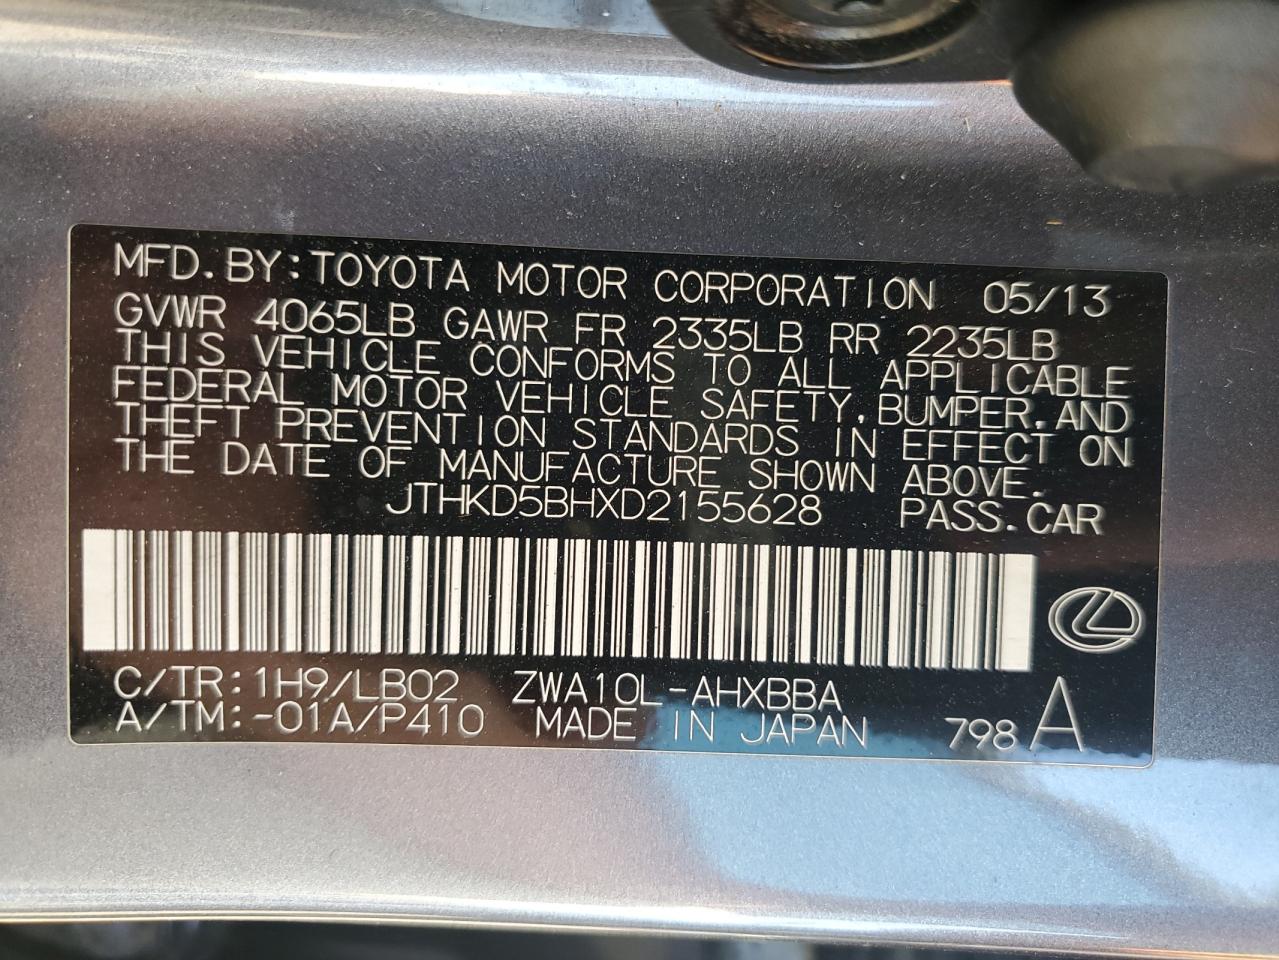 MFD. BY: TOYOTA MOTOR CORPORATION 05/13
GVWR 4065LB GAWR FR 2335LB RR 2235LB
THIS VEHICLE CONFORMS TO ALL APPLICABLE
FEDERAL MOTOR VEHICLE SAFETY, BUMPER, AND
THEFT PREVENTION STANDARDS IN EFFECT ON
THE DATE OF MANUFACTURE SHOWN ABOVE.
JTHKD5BHXD2155628 PASS. CAR
C/TR: 1H9/LB02 ZWA10L-AHXBBA
A/TM: -01A/P410 MADE IN JAPAN 798 A